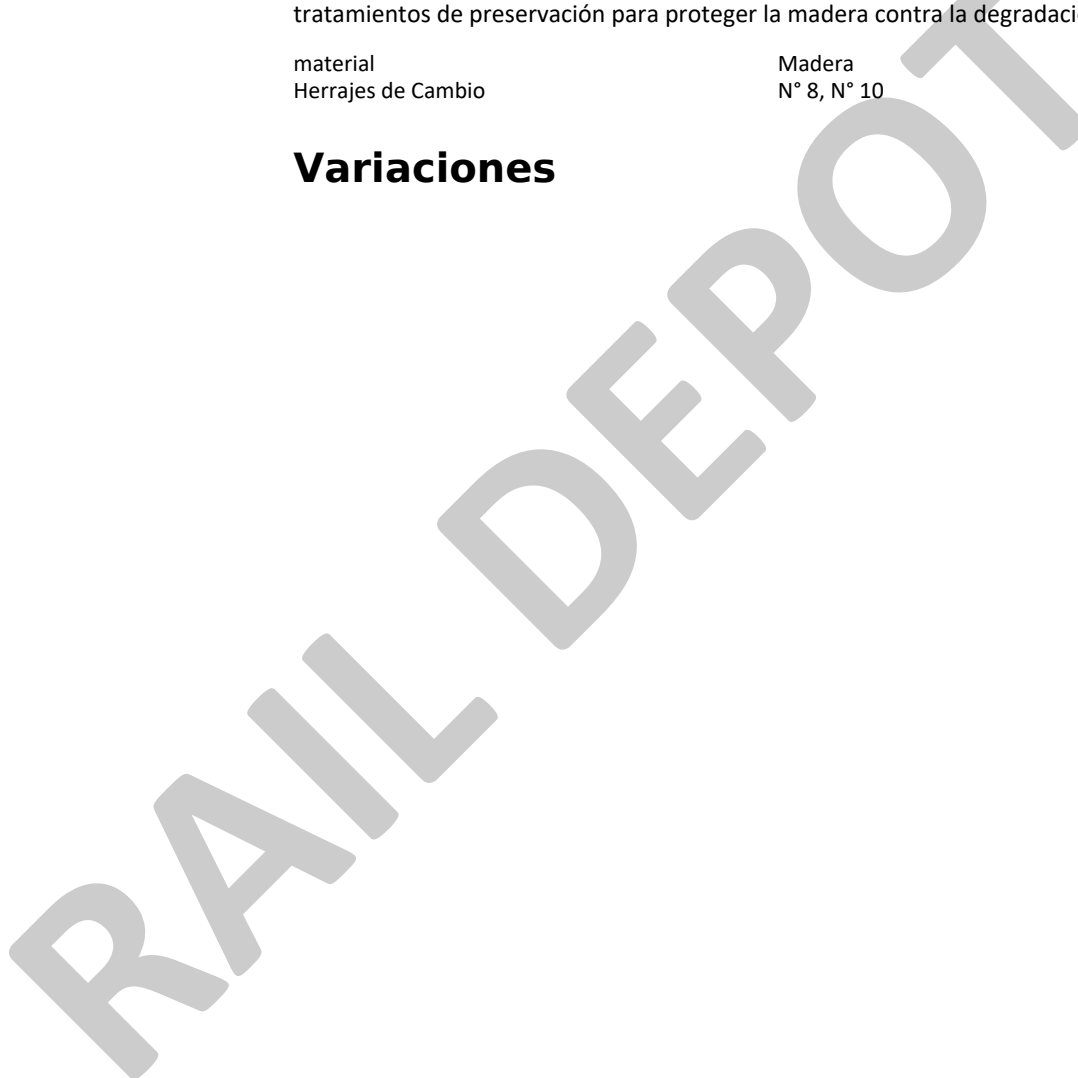 tratamientos de preservación para proteger la madera contra la
material Madera
Herrajes de Cambio N° 8, N° 10
Variaciones
RAIL DEPOT